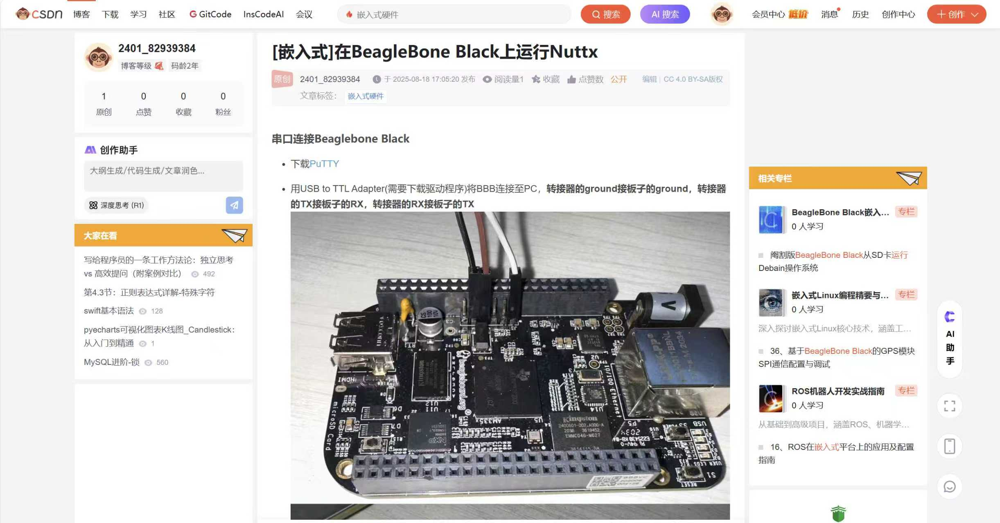 CSDN 博客 下载 学习 社区 GitCode InsCodeAI 会议 嵌入式硬件 搜索 AI 搜索 会员中心 低价 消息 历史 创作中心 创作
2401_82939384
博客等级 码龄2年
1 0 0 0
原创 点赞 收藏 粉丝
创作助手
大纲生成/代码生成/文章润色...
深度思考 (R1)
大家在看
写给程序员的一条工作方法论：独立思考
vs 高效提问（附案例对比） 492
第4.3节：正则表达式详解-特殊字符
swift基本语法 128
pyecharts可视化图表K线图_Candlestick：
从入门到精通 1
MySQL进阶-锁 560
[嵌入式]在BeagleBone Black上运行Nuttx
原创 2401_82939384 于 2025-08-18 17:05:20 发布 阅读量1 收藏 点赞数 公开 编辑 CC 4.0 BY-SA版权
文章标签： 嵌入式硬件
串口连接Beaglebone Black
下载PuTTY
用USB to TTL Adapter(需要下载驱动程序)将BBB连接至PC，转接器的ground接板子的ground，转接器
的TX接板子的RX，转接器的RX接板子的TX
CS
100
10V
HDMI
Kingston
beagleboard.org
AM335x
U5
U2
10/100 Ethernet
U14
microSD Card
NXP
Kingston
2400601-002.A00G-A
2036 3619452
EMMC04G-M627
USB
USER LEDS
S1
RESET
相关专栏
BeagleBone Black嵌入... 专栏
0 人学习
阉割版BeagleBone Black从SD卡运行
Debain操作系统
嵌入式Linux编程精要与... 专栏
0 人学习
深入探讨嵌入式Linux核心技术，涵盖工...
36、基于BeagleBone Black的GPS模块
SPI通信配置与调试
ROS机器人开发实战指南 专栏
0 人学习
从基础到高级项目，涵盖ROS、机器学...
16、ROS在嵌入式平台上的应用及配置
指南
AI
助
手